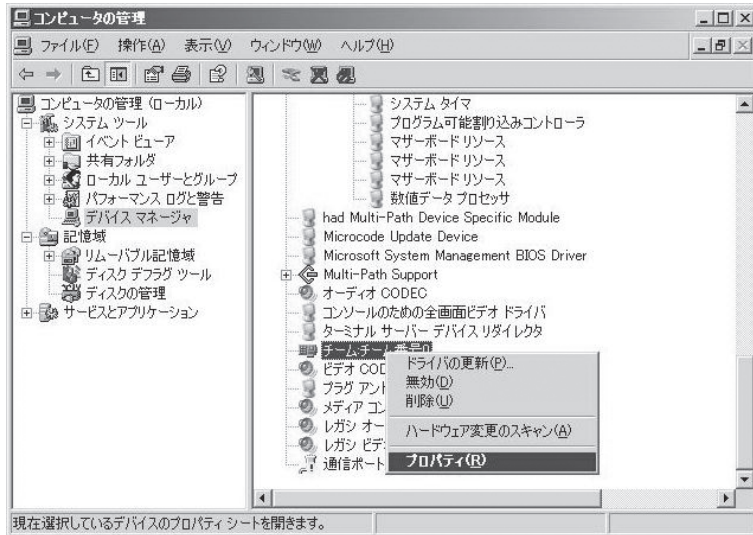 コンピュータの管理
ファイル(F) 操作(A) 表示(V) ウィンドウ(W) ヘルプ(H)
コンピュータの管理 (ローカル)
システム ツール
イベント ビューア
共有フォルダ
ローカル ユーザーとグループ
パフォーマンス ログと警告
デバイス マネージャ
記憶域
リムーバブル記憶域
ディスク デフラグ ツール
ディスクの管理
サービスとアプリケーション
システム タイマ
プログラム可能割り込みコントローラ
マザーボード リソース
マザーボード リソース
マザーボード リソース
数値データ プロセッサ
had Multi-Path Device Specific Module
Microcode Update Device
Microsoft System Management BIOS Driver
Multi-Path Support
オーディオ CODEC
コンソールのための全画面ビデオ ドライバ
ターミナル サーバー デバイス リダイレクタ
チーム:チーム番号0
ビデオ COD
プラグ アント
メディア コン
レガシ オー
レガシ ビデ
通信ポート
ドライバの更新(P)...
無効(D)
削除(U)
ハードウェア変更のスキャン(A)
プロパティ(R)
現在選択しているデバイスのプロパティ シートを開きます。